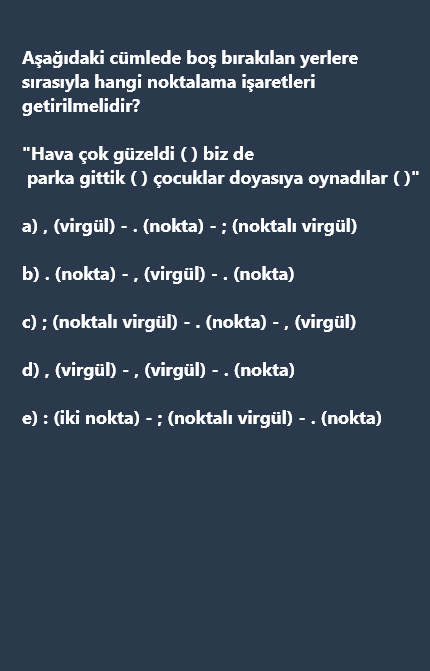 Aşağıdaki cümlede boş bırakılan yerlere
sırasıyla hangi noktalama işaretleri
getirilmelidir?
"Hava çok güzeldi ( ) biz de
parka gittik ( ) çocuklar doyasıya oynadılar ( )"
a) , (virgül) - . (nokta) - ; (noktalı virgül)
b) . (nokta) - , (virgül) - . (nokta)
c) ; (noktalı virgül) - . (nokta) - , (virgül)
d) , (virgül) - , (virgül) - . (nokta)
e) : (iki nokta) - ; (noktalı virgül) - . (nokta)